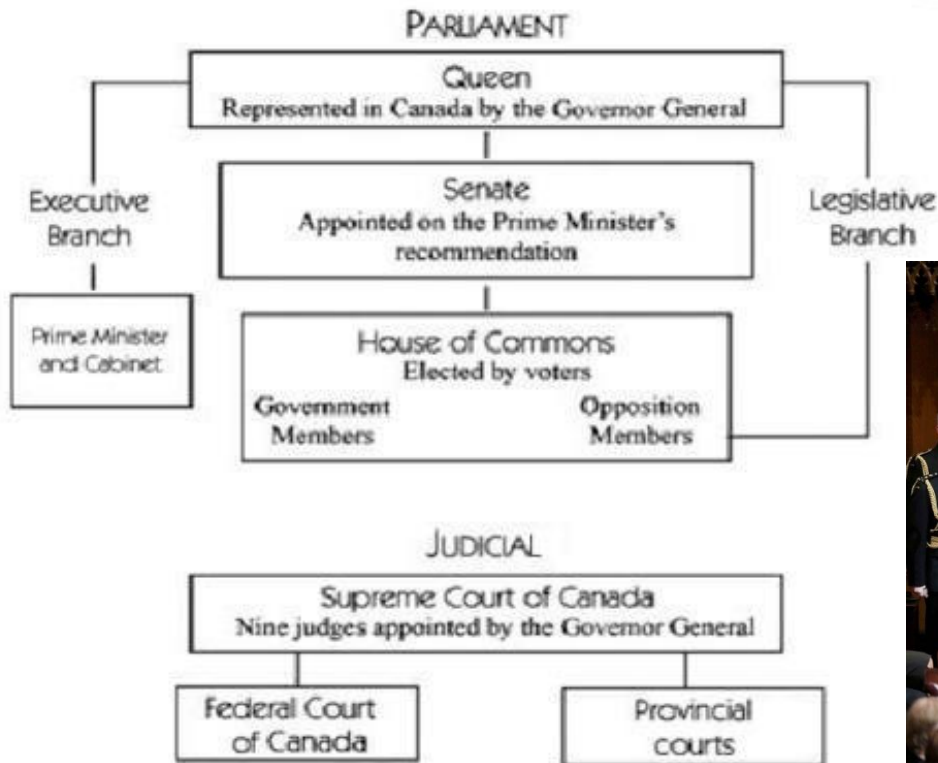 PARLIAMENT
Queen
Represented in Canada by the Governor General
Executive
Branch
Senate
Appointed on the Prime Minister's
recommendation
Legislative
Branch
Prime Minister
and Cabinet
House of Commons
Elected by voters
Government
Members
Opposition
Members
JUDICIAL
Supreme Court of Canada
Nine judges appointed by the Governor General
Federal Court
of Canada
Provincial
courts